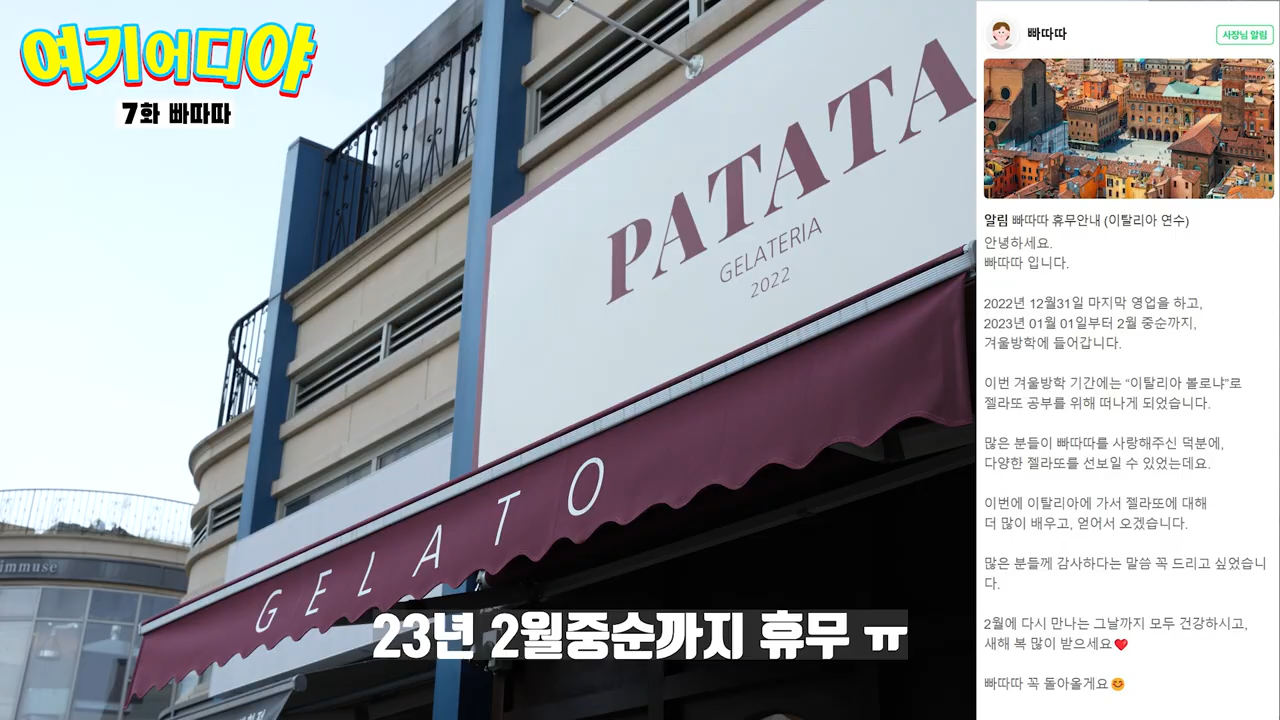 여기어디야
7화 빠따따
PATATA
GELATERIA
2022
GELATO
immuse
23년 2월중순까지 휴무 ㅠ
빠따따
사장님 알림
알림 빠따따 휴무안내 (이탈리아 연수)
안녕하세요.
빠따따 입니다.
2022년 12월31일 마지막 영업을 하고,
2023년 01월 01일부터 2월 중순까지,
겨울방학에 들어갑니다.
이번 겨울방학 기간에는 “이탈리아 볼로냐”로
젤라또 공부를 위해 떠나게 되었습니다.
많은 분들이 빠따따를 사랑해주신 덕분에,
다양한 젤라또를 선보일 수 있었는데요.
이번에 이탈리아에 가서 젤라또에 대해
더 많이 배우고, 얻어서 오겠습니다.
많은 분들께 감사하다는 말씀 꼭 드리고 싶었습니
다.
2월에 다시 만나는 그날까지 모두 건강하시고,
새해 복 많이 받으세요❤️
빠따따 꼭 돌아올게요😊